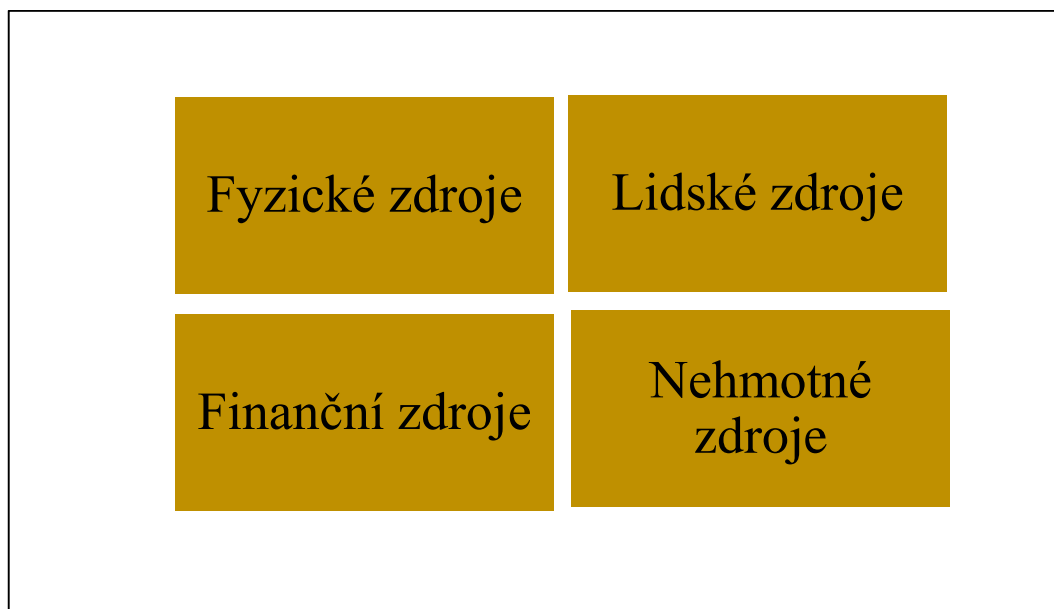 Fyzické zdroje
Lidské zdroje
Finanční zdroje
Nehmotné
zdroje